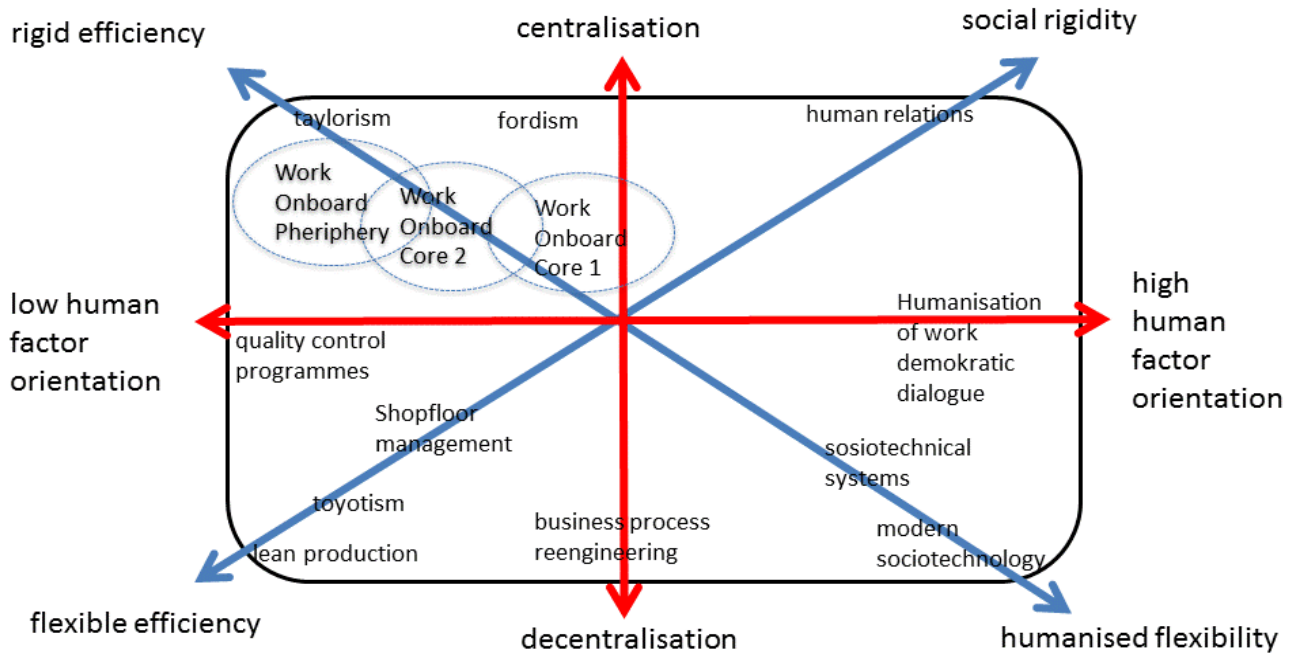 rigid efficiency
centralisation
social rigidity
taylorism
fordism
human relations
Work
Onboard
Pheriphery
Work
Onboard
Core 2
Work
Onboard
Core 1
low human
factor
orientation
high
human
factor
orientation
Humanisation
of work
demokratic
dialogue
quality control
programmes
Shopfloor
management
sosiotechnical
systems
toyotism
business process
reengineering
modern
sociotechnology
lean production
flexible efficiency
decentralisation
humanised flexibility